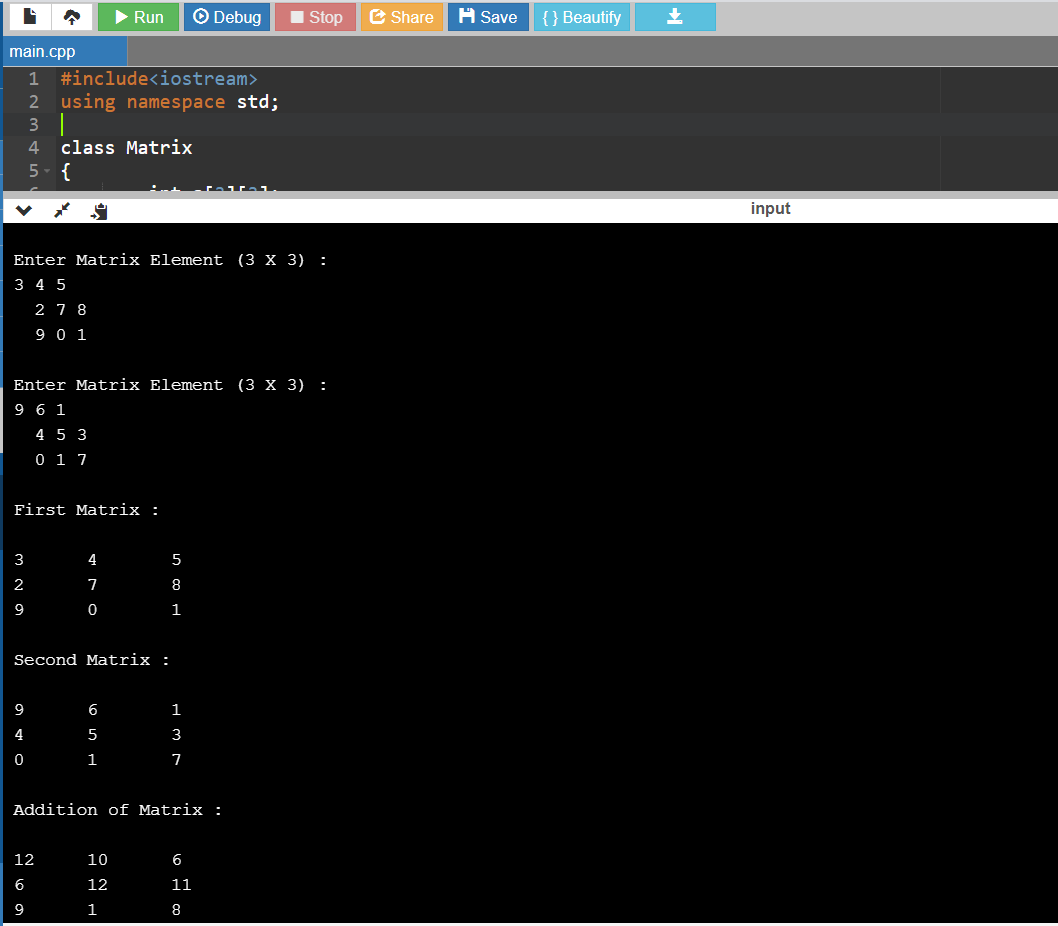 Run Debug Stop Share Save { } Beautify
main.cpp
1 #include<iostream>
2 using namespace std;
3
4 class Matrix
5 {
input
Enter Matrix Element (3 X 3) :
3 4 5
2 7 8
9 0 1
Enter Matrix Element (3 X 3) :
9 6 1
4 5 3
0 1 7
First Matrix :
3 4 5
2 7 8
9 0 1
Second Matrix :
9 6 1
4 5 3
0 1 7
Addition of Matrix :
12 10 6
6 12 11
9 1 8